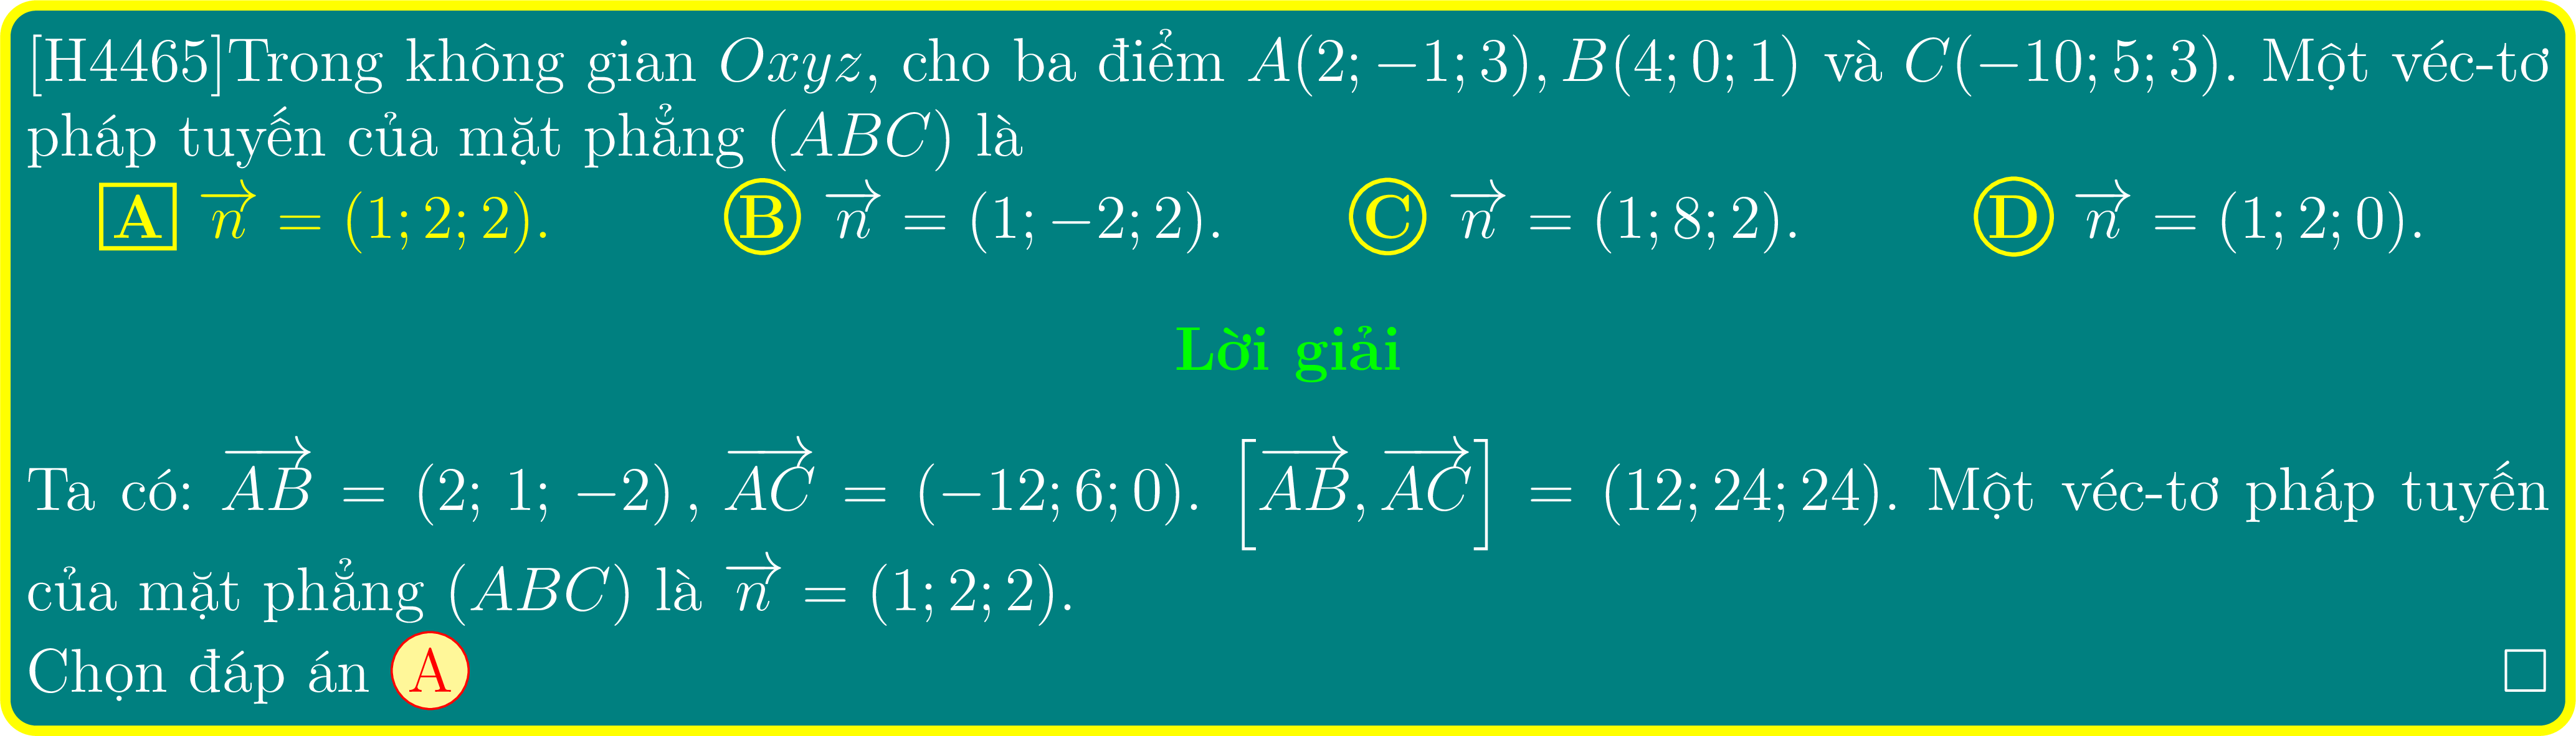 [H4465]Trong không gian Oxyz, cho ba điểm A(2; −1; 3), B(4; 0; 1) và C(−10; 5; 3). Một véc-tơ
pháp tuyến của mặt phẳng (ABC) là
A $\overrightarrow{n}$ = (1; 2; 2). B $\overrightarrow{n}$ = (1; −2; 2). C $\overrightarrow{n}$ = (1; 8; 2). D $\overrightarrow{n}$ = (1; 2; 0).
Lời giải
Ta có: $\overrightarrow{AB}$ = (2; 1; −2), $\overrightarrow{AC}$ = (−12; 6; 0). [$\overrightarrow{AB}$, $\overrightarrow{AC}$] = (12; 24; 24). Một véc-tơ pháp tuyến
của mặt phẳng (ABC) là $\overrightarrow{n}$ = (1; 2; 2).
Chọn đáp án A □